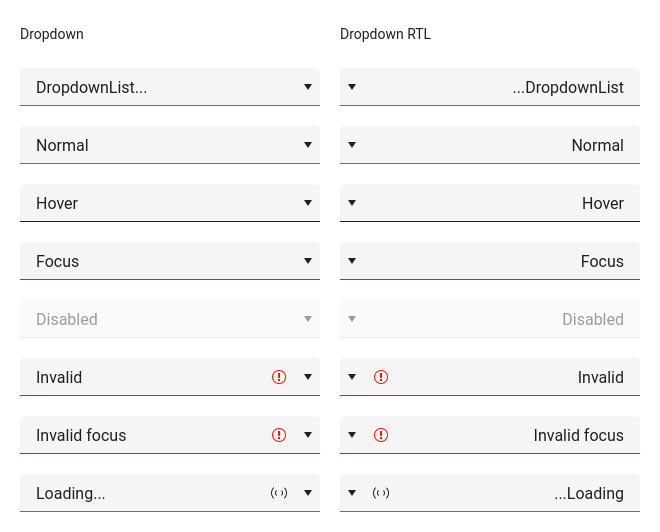 Dropdown
Dropdown RTL
DropdownList...
...DropdownList
Normal
Normal
Hover
Hover
Focus
Focus
Disabled
Disabled
Invalid
Invalid
Invalid focus
Invalid focus
Loading...
...Loading